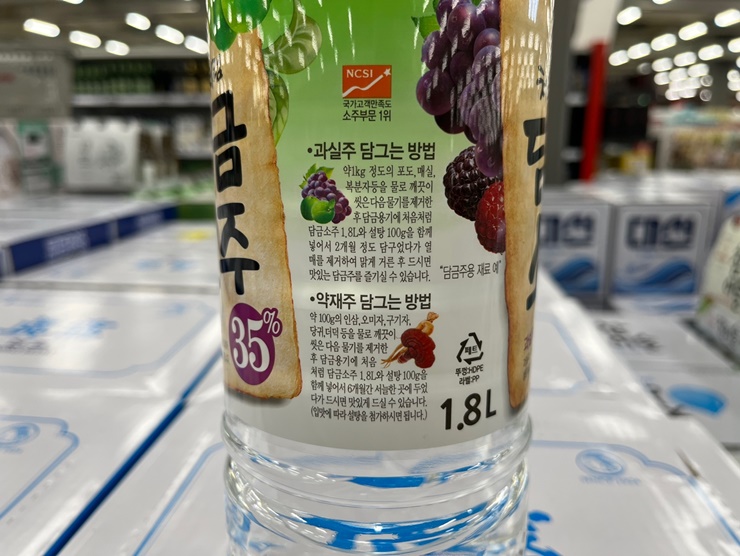 NCSI
국가고객만족도
소주부문 1위
•과실주 담그는 방법
약1kg 정도의 포도, 매실,
복분자등을 물로 깨끗이
씻은 다음 물기를 제거한
후 담금용기에 처음처럼
담금소주 1.8L와 설탕 100g을 함께
넣어서 2개월 정도 담구었다가 열
매를 제거하여 맑게 거른 후 드시면
맛있는 담금주를 즐기실 수 있습니다.
"담금주용 재료 예"
•약재주 담그는 방법
약 100g의 인삼,오미자,구기자,
당귀,더덕 등을 물로 깨끗이
씻은 다음 물기를 제거한
후 담금용기에 처음
처럼 담금소주 1.8L와 설탕 100g을
함께 넣어서 6개월간 서늘한 곳에 두었
다가 드시면 맛있게 드실 수 있습니다.
(입맛에 따라 설탕을 첨가하시면 됩니다.)
금주
35%
페트
뚜껑:HDPE
라벨:PP
1.8L
대선
대선